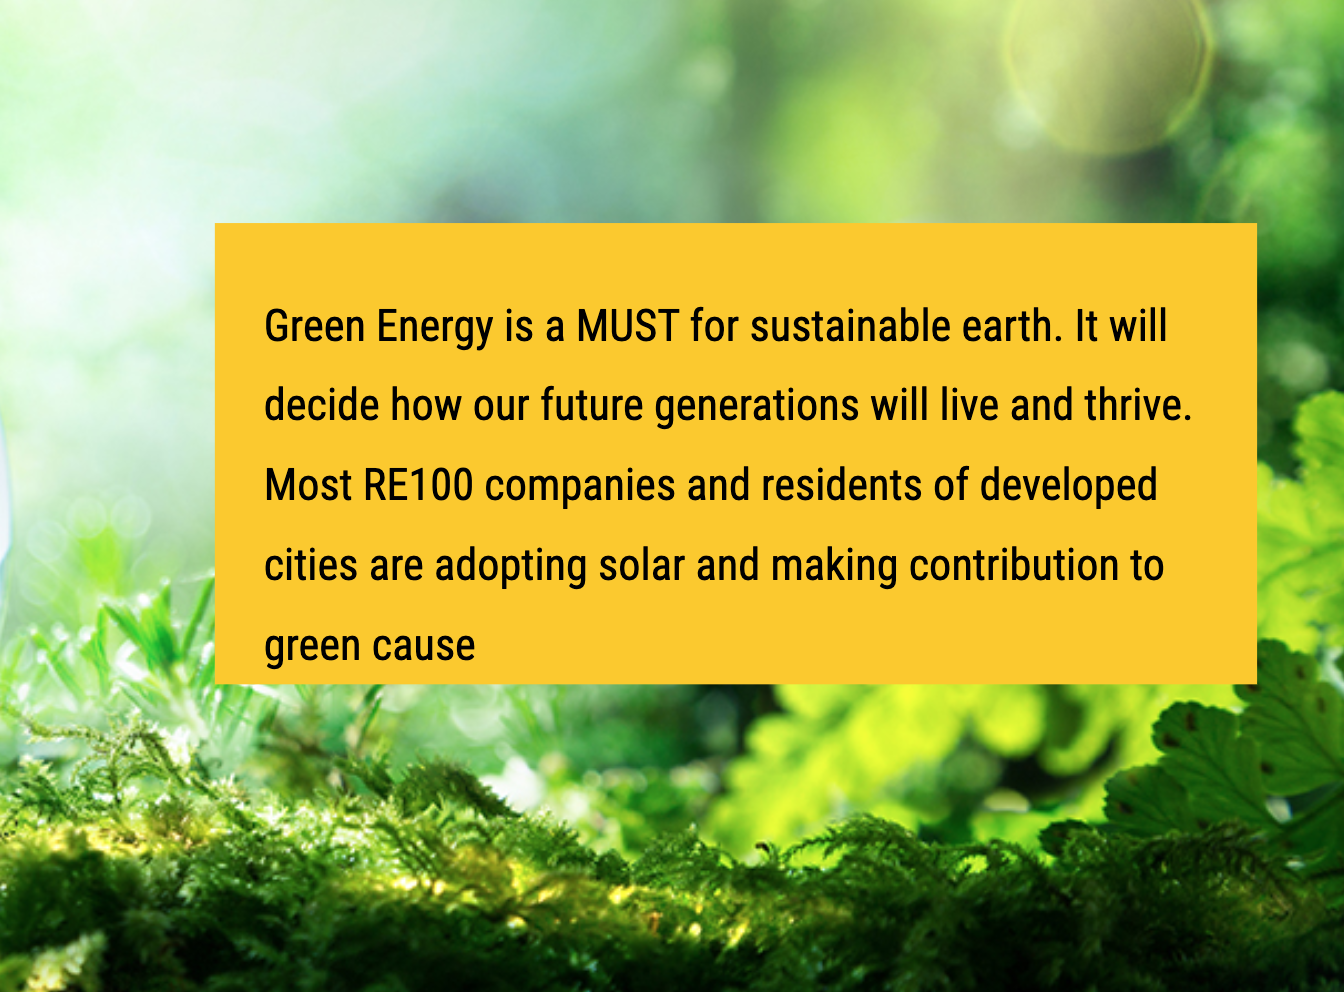 Green Energy is a MUST for sustainable earth. It will
decide how our future generations will live and thrive.
Most RE100 companies and residents of developed
cities are adopting solar and making contribution to
green cause